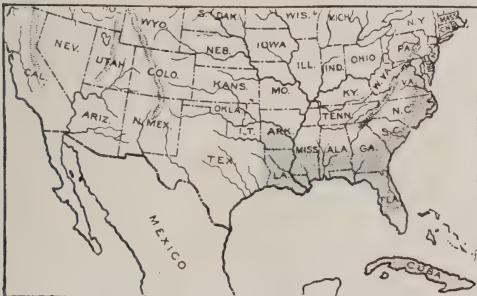 WYO.
S. DAK.
WIS.
MICH.
N.Y.
MASS.
NEV.
UTAH
COLO.
NEB.
IOWA
ILL.
IND.
OHIO
PA.
CAL.
KANS.
MO.
KY.
W. VA.
VA.
ARIZ.
N. MEX.
OKLA.
I.T.
ARK.
TENN.
N.C.
S.C.
TEX.
LA.
MISS.
ALA.
GA.
FLA.
MEXICO
CUBA